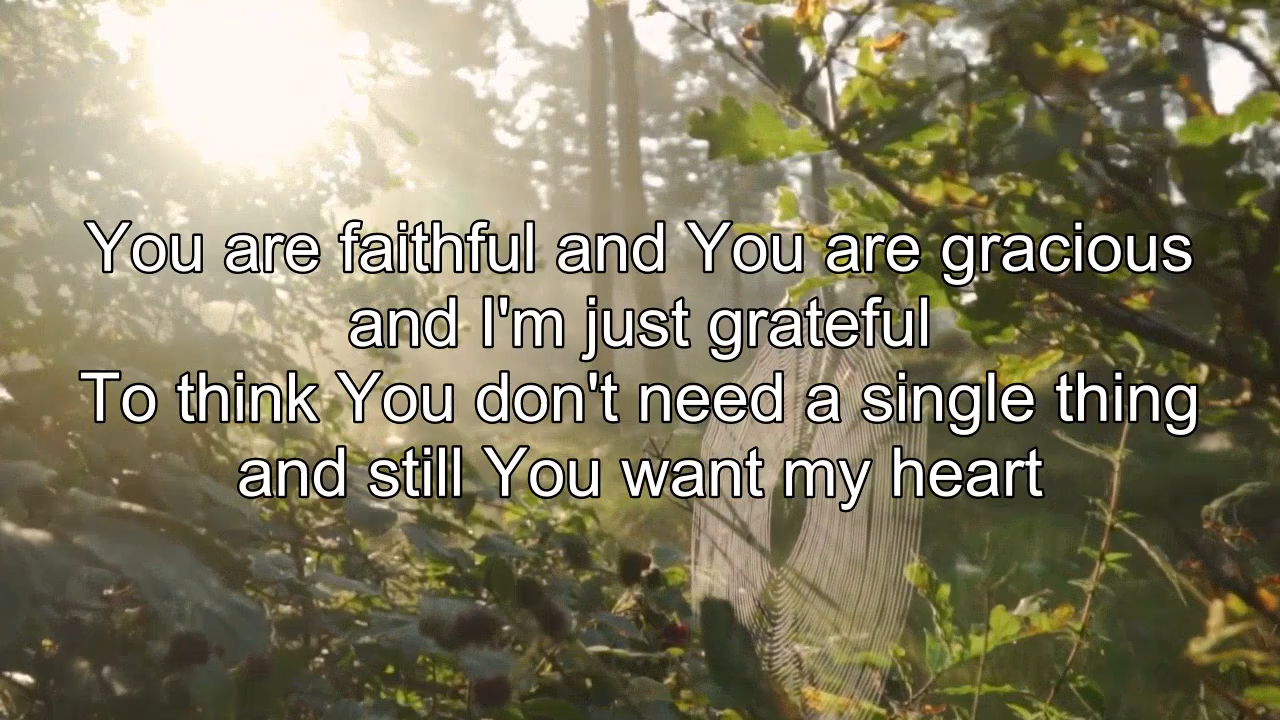 You are faithful and You are gracious
and I'm just grateful
To think You don't need a single thing
and still You want my heart